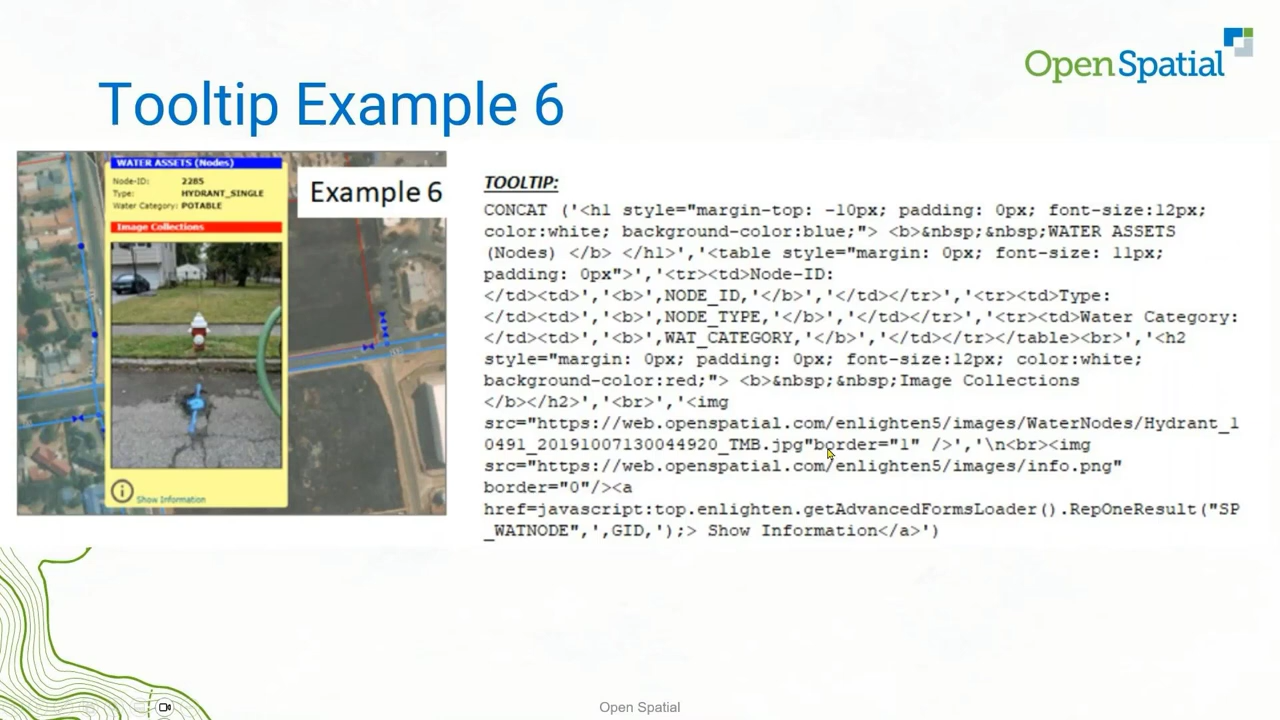 Open Spatial
Tooltip Example 6
WATER ASSETS (Nodes)
Node-ID: 2285
Type: HYDRANT_SINGLE
Water Category: POTABLE
Image Collections
Show Information
Example 6
TOOLTIP:
CONCAT ('<h1 style="margin-top: -10px; padding: 0px; font-size:12px;
color:white; background-color:blue;"> <b>&nbsp;&nbsp;WATER ASSETS
(Nodes) </b> </h1>','<table style="margin: 0px; font-size: 11px;
padding: 0px">','<tr><td>Node-ID:
</td><td>','<b>',NODE_ID,'</b>','</td></tr>','<tr><td>Type:
</td><td>','<b>',NODE_TYPE,'</b>','</td></tr>','<tr><td>Water Category:
</td><td>','<b>',WAT_CATEGORY,'</b>','</td></tr></table><br>','<h2
style="margin: 0px; padding: 0px; font-size:12px; color:white;
background-color:red;"> <b>&nbsp;&nbsp;Image Collections
</b></h2>','<br>','<img
src="https://web.openspatial.com/enlighten5/images/WaterNodes/Hydrant_1
0491_20191007130044920_TMB.jpg"border="1" />','\n<br><img
src="https://web.openspatial.com/enlighten5/images/info.png"
border="0"/><a
href=javascript:top.enlighten.getAdvancedFormsLoader().RepOneResult("SP
_WATNODE",',GID,');> Show Information</a>')
Open Spatial